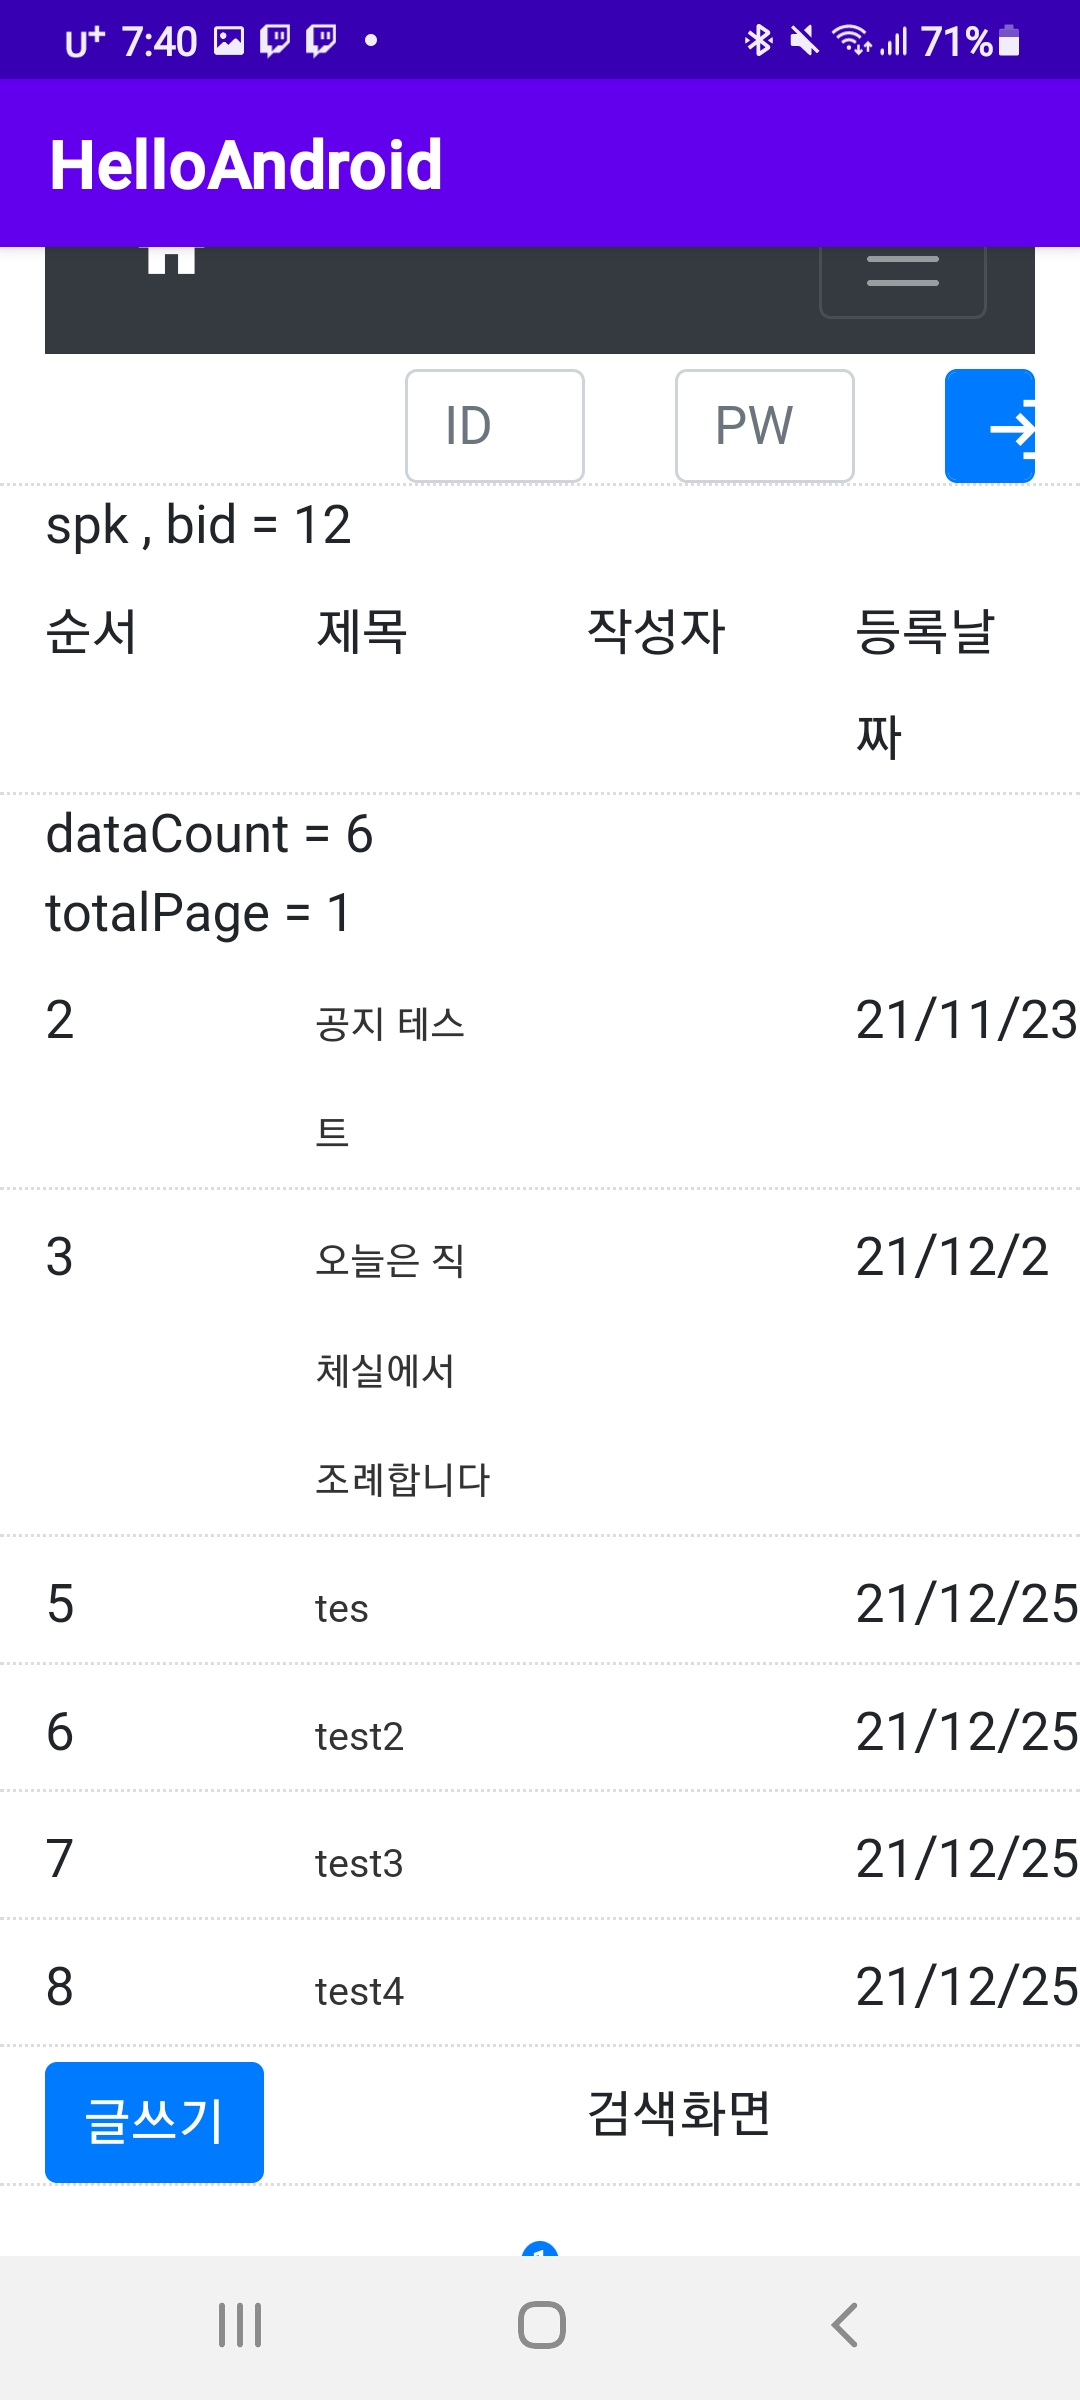 U+ 7:40 71%
HelloAndroid
ID PW
spk , bid = 12
순서 제목 작성자 등록날
짜
dataCount = 6
totalPage = 1
2 공지 테스 21/11/23
트
3 오늘은 직 21/12/2
체실에서
조례합니다
5 tes 21/12/25
6 test2 21/12/25
7 test3 21/12/25
8 test4 21/12/25
글쓰기 검색화면